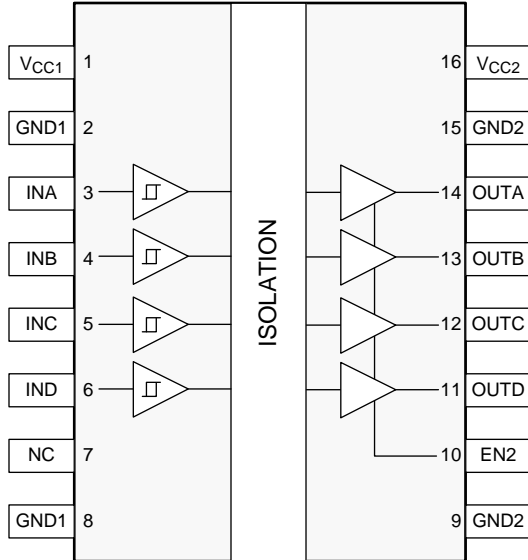 VCC1 1 16 VCC2
GND1 2 15 GND2
INA 3 14 OUTA
INB 4 13 OUTB
INC 5 12 OUTC
IND 6 11 OUTD
NC 7 10 EN2
GND1 8 9 GND2
ISOLATION